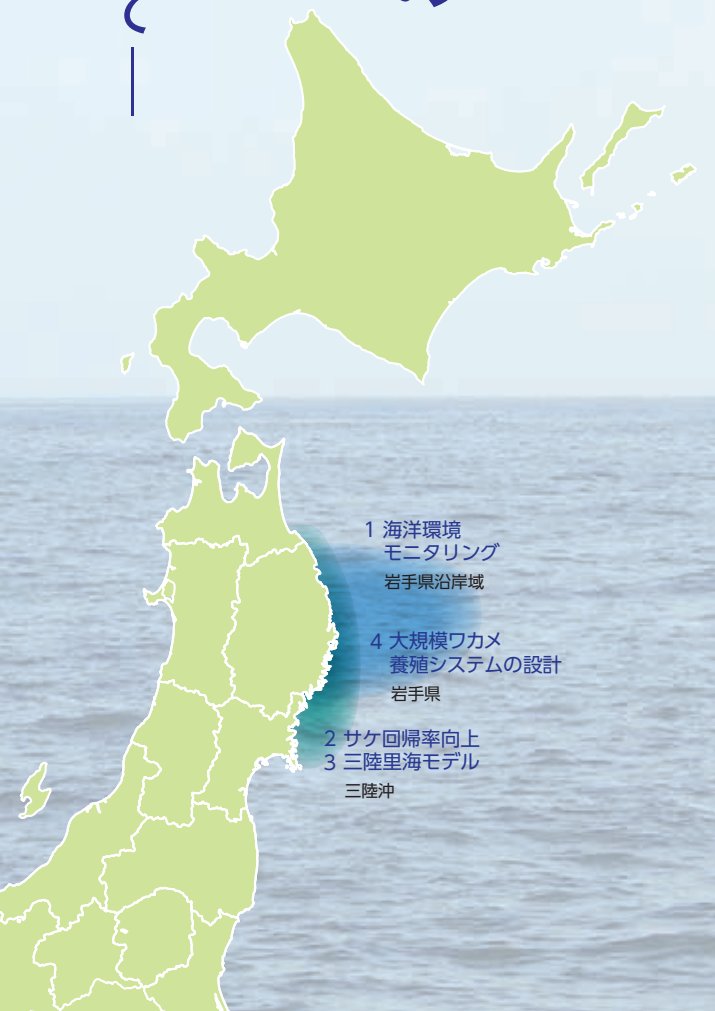 1 海洋環境
モニタリング
岩手県沿岸域
4 大規模ワカメ
養殖システムの設計
岩手県
2 サケ回帰率向上
3 三陸里海モデル
三陸沖